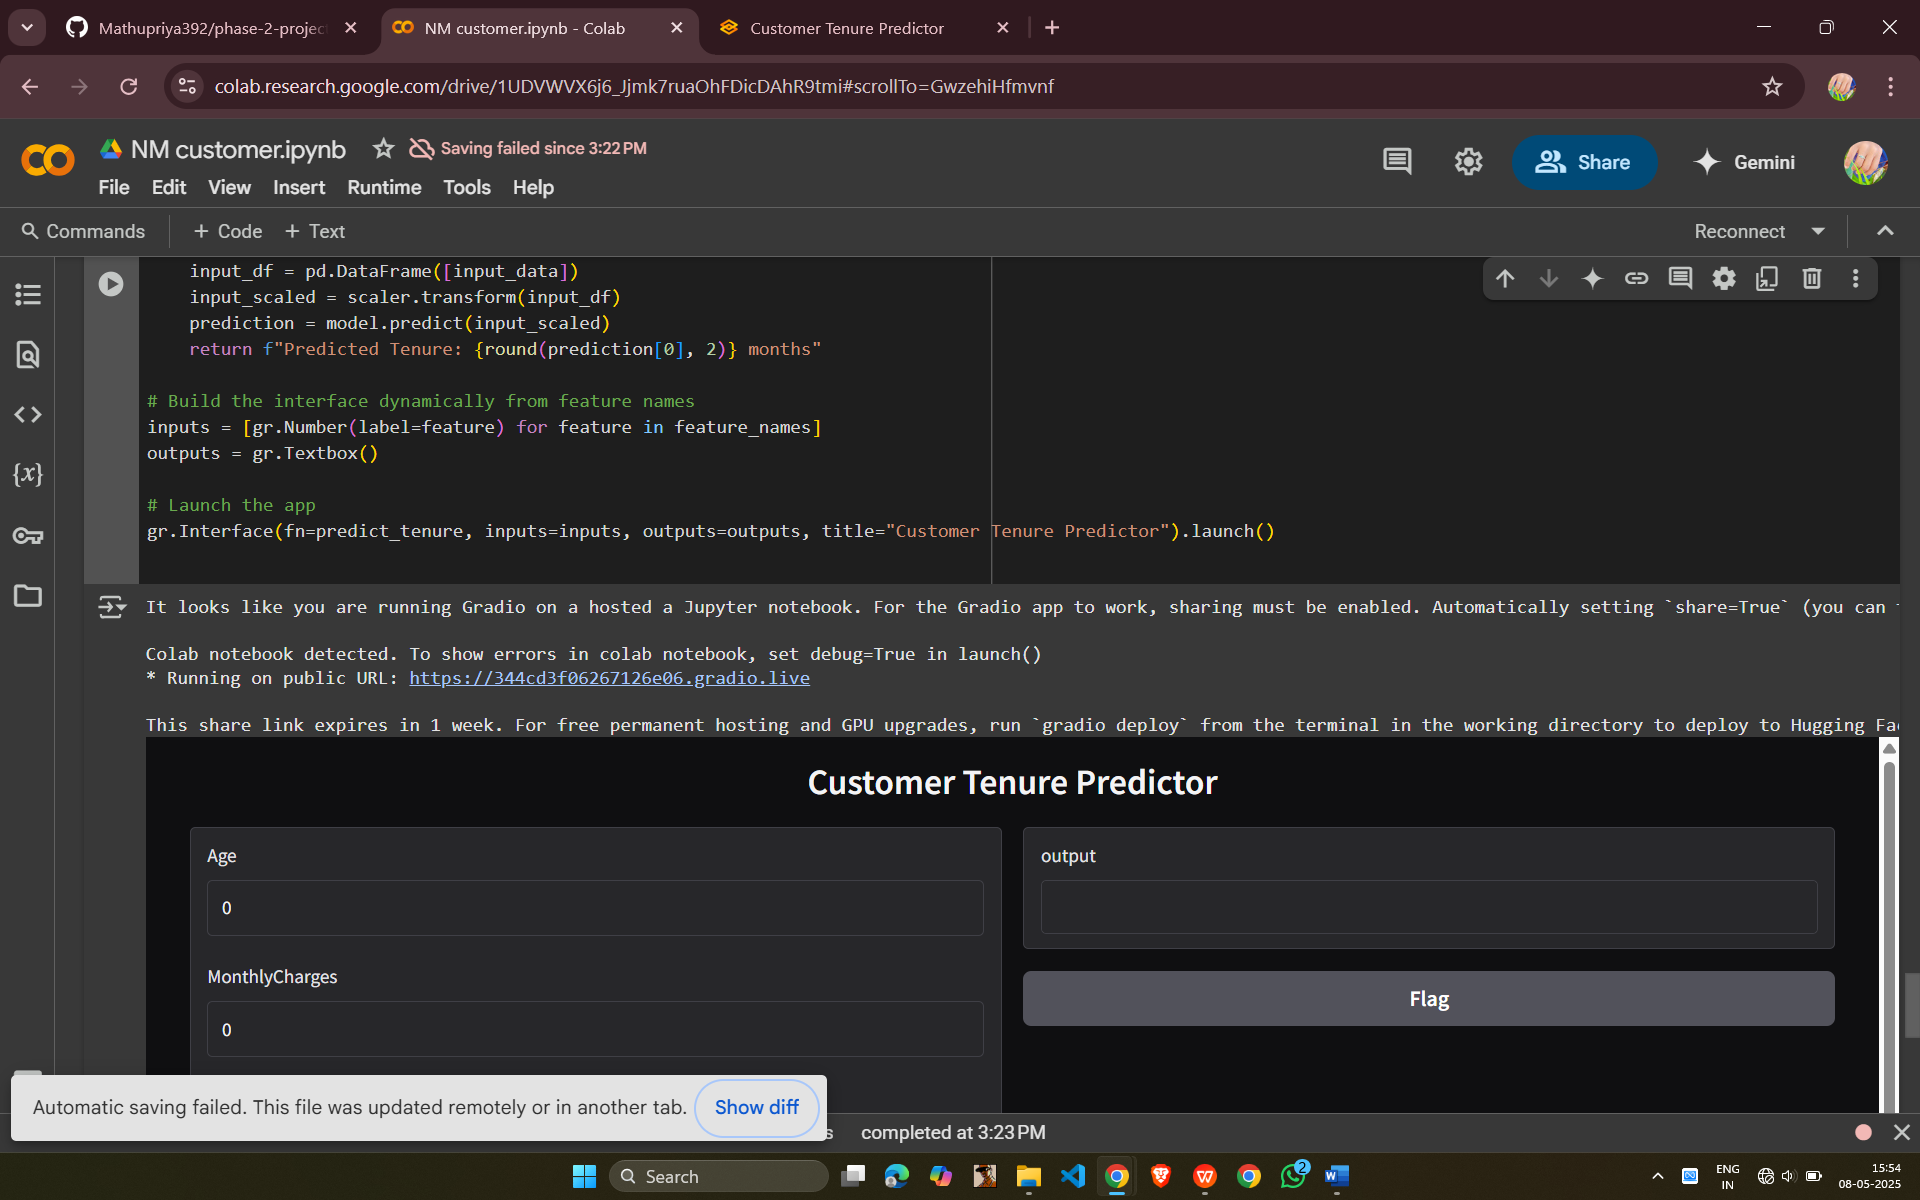 Mathupriya392/phase-2-project
NM customer.ipynb - Colab
Customer Tenure Predictor
colab.research.google.com/drive/1UDVWVX6j6_Jjmk7ruaOhFDicDAhR9tmi#scrollTo=GwzehiHfmvnf
NM customer.ipynb
Saving failed since 3:22 PM
Share
Gemini
File Edit View Insert Runtime Tools Help
Commands
+ Code + Text
Reconnect
input_df = pd.DataFrame([input_data])
input_scaled = scaler.transform(input_df)
prediction = model.predict(input_scaled)
return f"Predicted Tenure: {round(prediction[0], 2)} months"
# Build the interface dynamically from feature names
inputs = [gr.Number(label=feature) for feature in feature_names]
outputs = gr.Textbox()
# Launch the app
gr.Interface(fn=predict_tenure, inputs=inputs, outputs=outputs, title="Customer Tenure Predictor").launch()
It looks like you are running Gradio on a hosted a Jupyter notebook. For the Gradio app to work, sharing must be enabled. Automatically setting `share=True` (you can
Colab notebook detected. To show errors in colab notebook, set debug=True in launch()
* Running on public URL: https://344cd3f06267126e06.gradio.live
This share link expires in 1 week. For free permanent hosting and GPU upgrades, run `gradio deploy` from the terminal in the working directory to deploy to Hugging Fac
Customer Tenure Predictor
Age
0
output
MonthlyCharges
0
Flag
Automatic saving failed. This file was updated remotely or in another tab. Show diff
s completed at 3:23 PM
Search
2
ENG
IN
15:54
08-05-2025